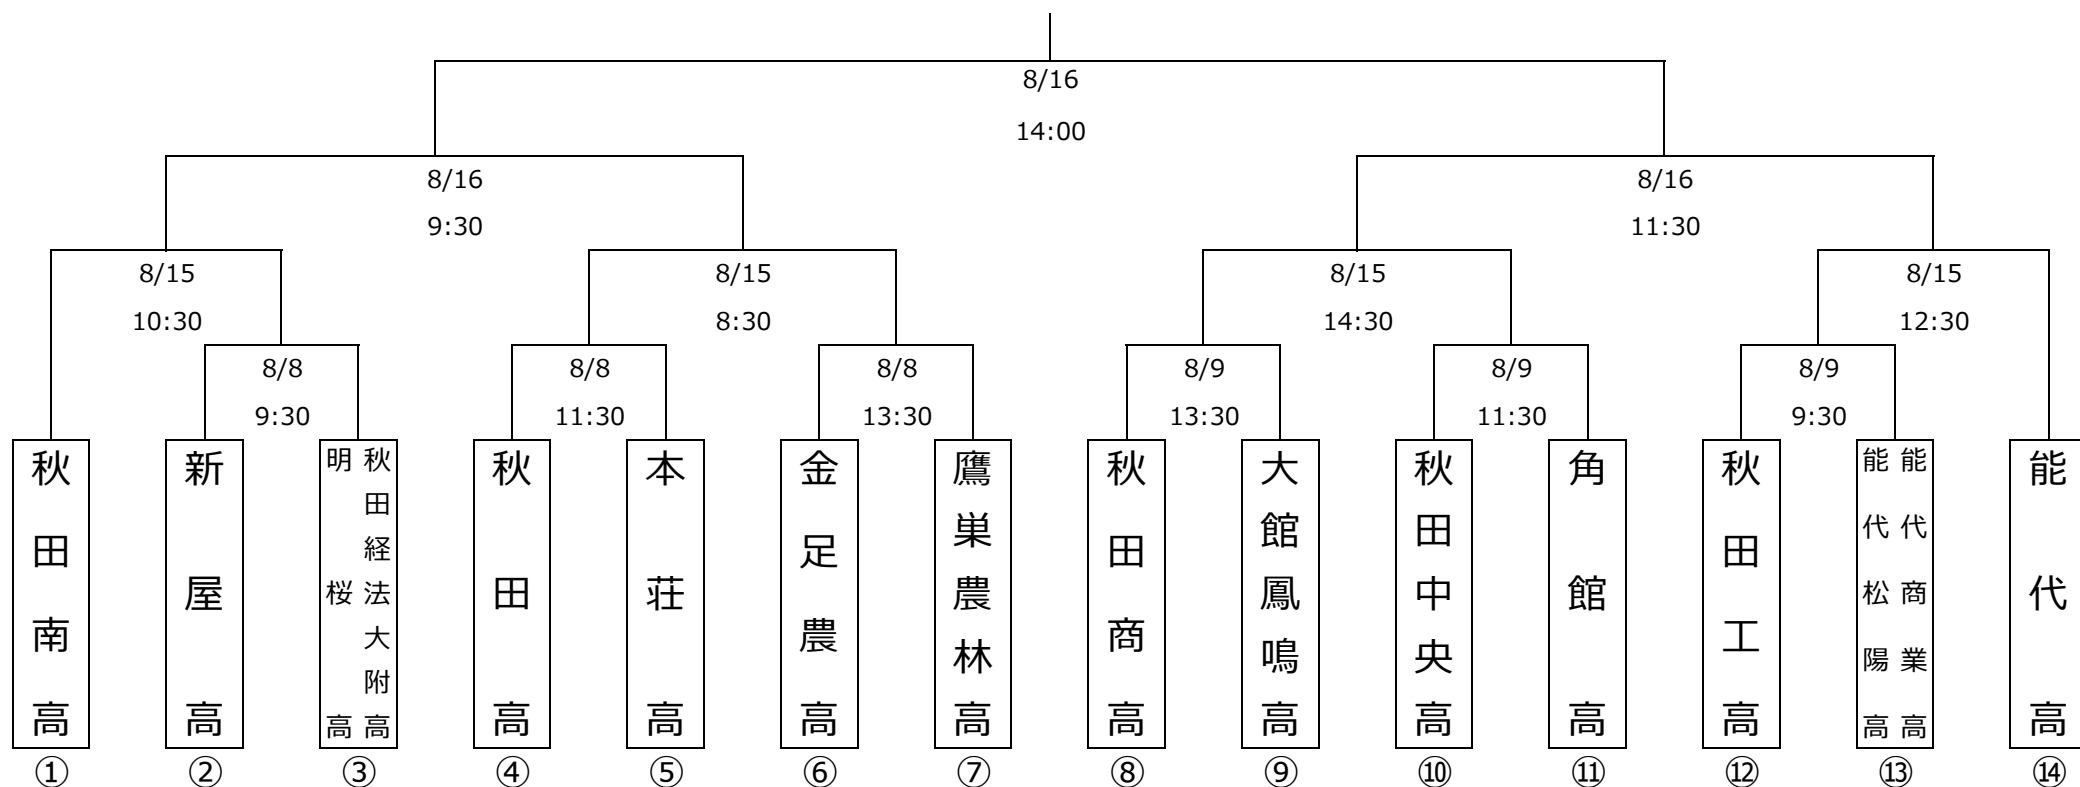 8/16
14:00
8/16
9:30
8/16
11:30
8/15
10:30
8/15
8:30
8/15
14:30
8/15
12:30
8/8
9:30
8/8
11:30
8/8
13:30
8/9
13:30
8/9
11:30
8/9
9:30
秋田南高
新屋高
秋田経法大附高
明桜高
秋田高
本荘高
金足農高
鷹巣農林高
秋田商高
大館鳳鳴高
秋田中央高
角館高
秋田工高
能代商業高
能代松陽高
能代高
①
②
③
④
⑤
⑥
⑦
⑧
⑨
⑩
⑪
⑫
⑬
⑭